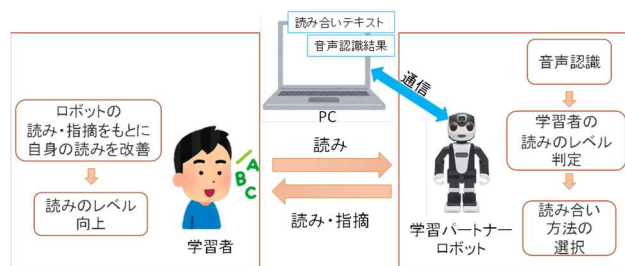 読み合いテキスト
音声認識結果
PC
通信
ロボットの
読み・指摘をもとに
自身の読みを改善
読みのレベル
向上
A
B
C
学習者
読み
読み・指摘
学習パートナー
ロボット
音声認識
学習者の
読みのレベル
判定
読み合い
方法の
選択